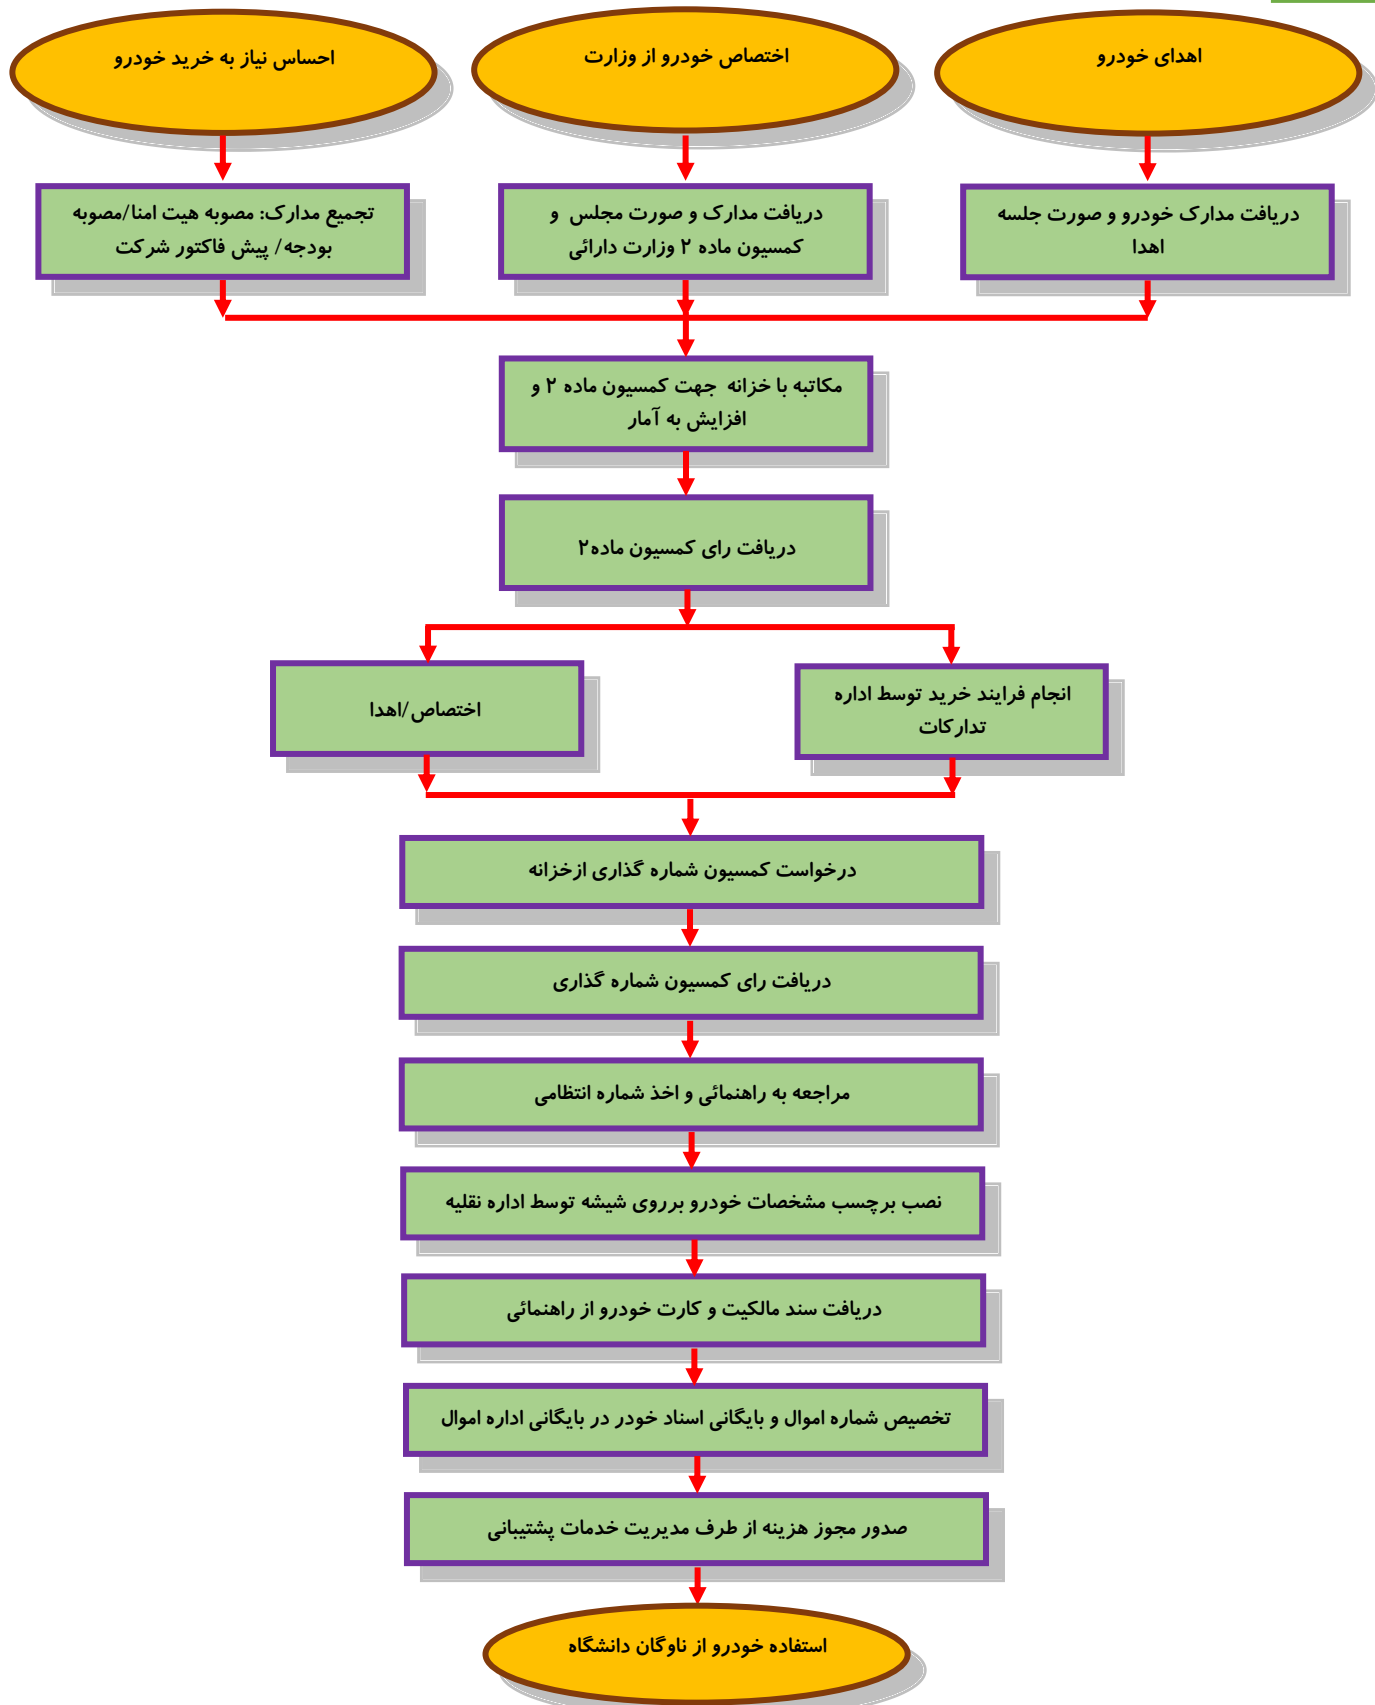 اهدای خودرو
اختصاص خودرو از وزارت
احساس نیاز به خرید خودرو
دریافت مدارک خودرو و صورت جلسه
اهدا
دریافت مدارک و صورت مجلس و
کمسیون ماده ۲ وزارت دارائی
تجمیع مدارک: مصوبه هیت امنا/مصوبه
بودجه/ پیش فاکتور شرکت
مکاتبه با خزانه جهت کمسیون ماده ۲ و
افزایش به آمار
دریافت رای کمسیون ماده۲
انجام فرایند خرید توسط اداره
تدارکات
اختصاص/اهدا
درخواست کمسیون شماره گذاری ازخزانه
دریافت رای کمسیون شماره گذاری
مراجعه به راهنمائی و اخذ شماره انتظامی
نصب برچسب مشخصات خودرو برروی شیشه توسط اداره نقلیه
دریافت سند مالکیت و کارت خودرو از راهنمائی
تخصیص شماره اموال و بایگانی اسناد خودر در بایگانی اداره اموال
صدور مجوز هزینه از طرف مدیریت خدمات پشتیبانی
استفاده خودرو از ناوگان دانشگاه